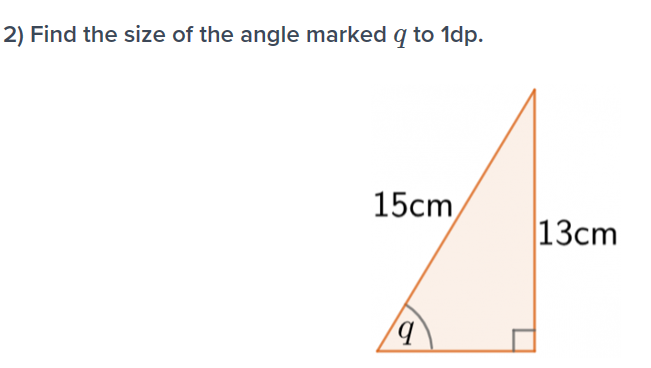 2) Find the size of the angle marked q to 1dp.
15cm
13cm
q